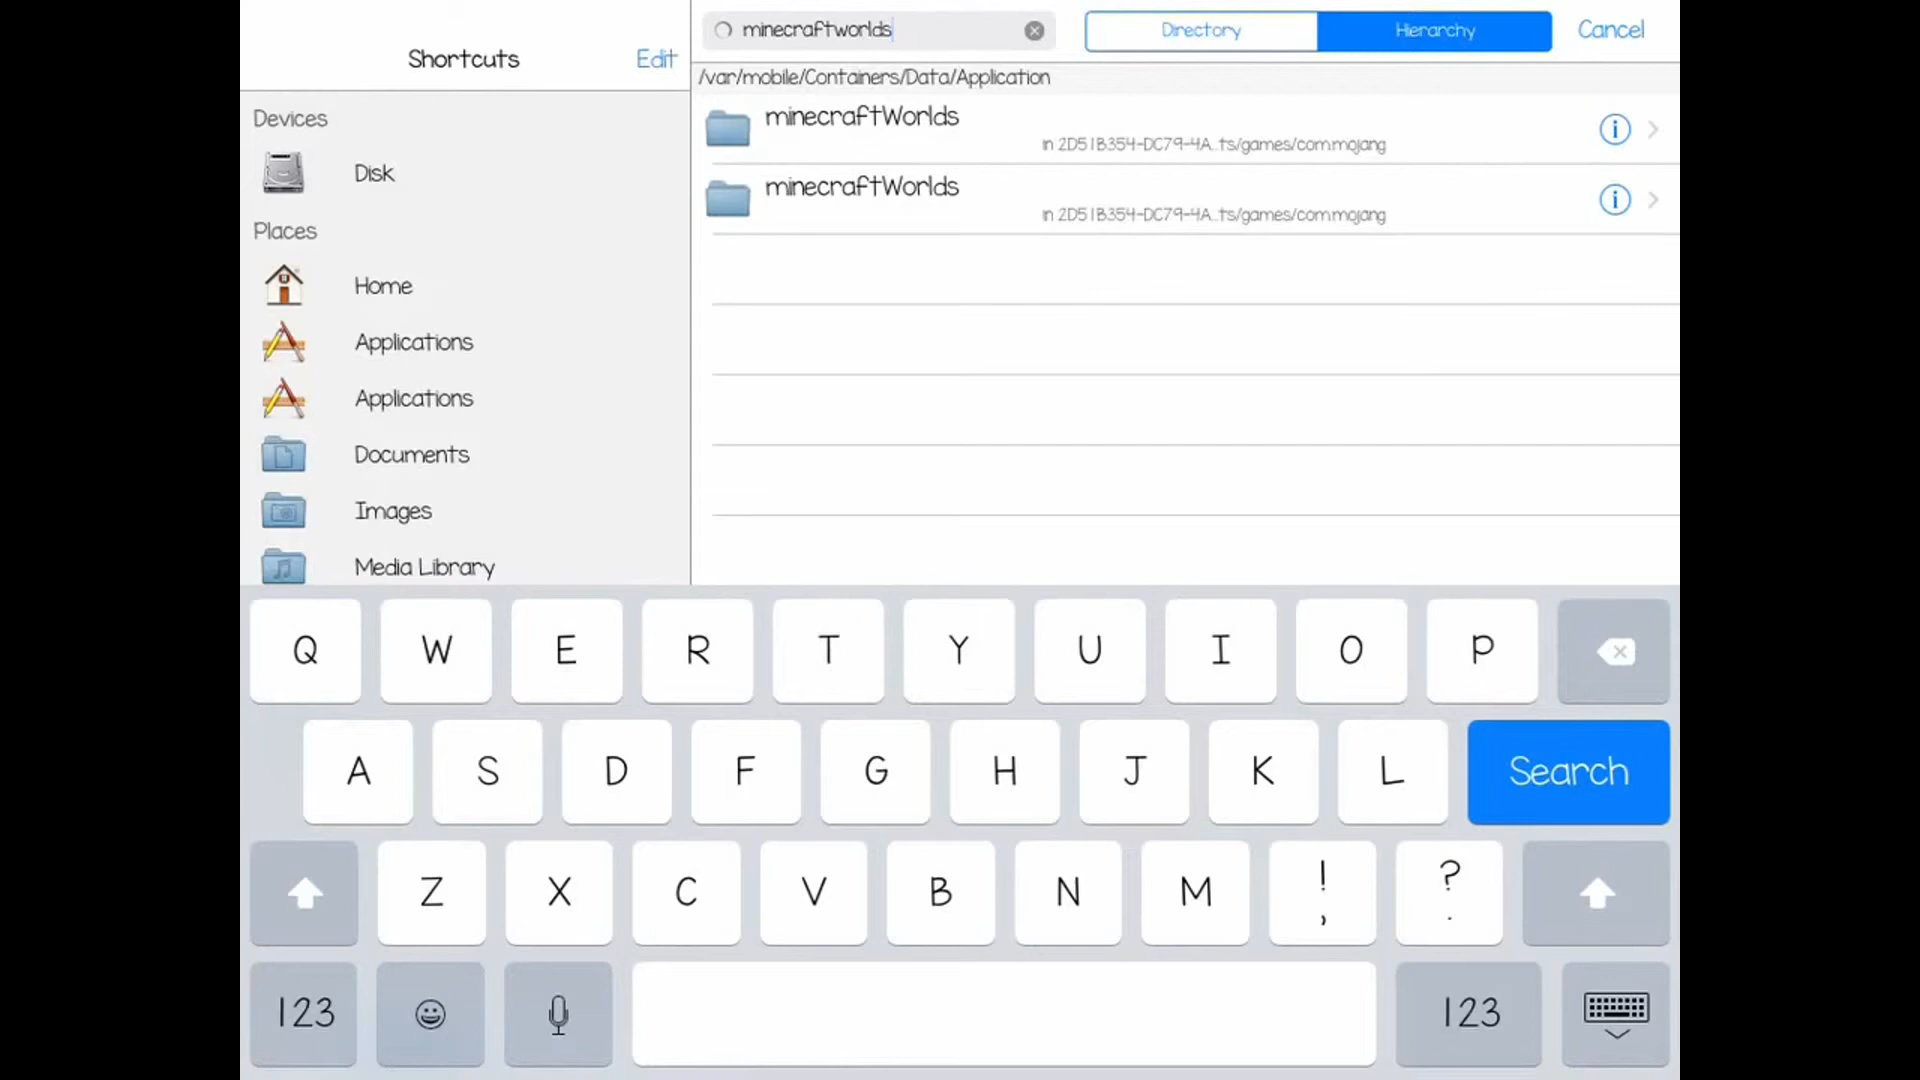 Shortcuts
Edit
Devices
Disk
Places
Home
Applications
Applications
Documents
Images
Media Library
minecraftworlds
Directory
Hierarchy
Cancel
/var/mobile/Containers/Data/Application
minecraftWorlds
in 2D51B354-DC79-4A...ts/games/com.mojang
minecraftWorlds
in 2D51B354-DC79-4A...ts/games/com.mojang
Q W E R T Y U I O P
A S D F G H J K L Search
Z X C V B N M ! , ? .
123 123